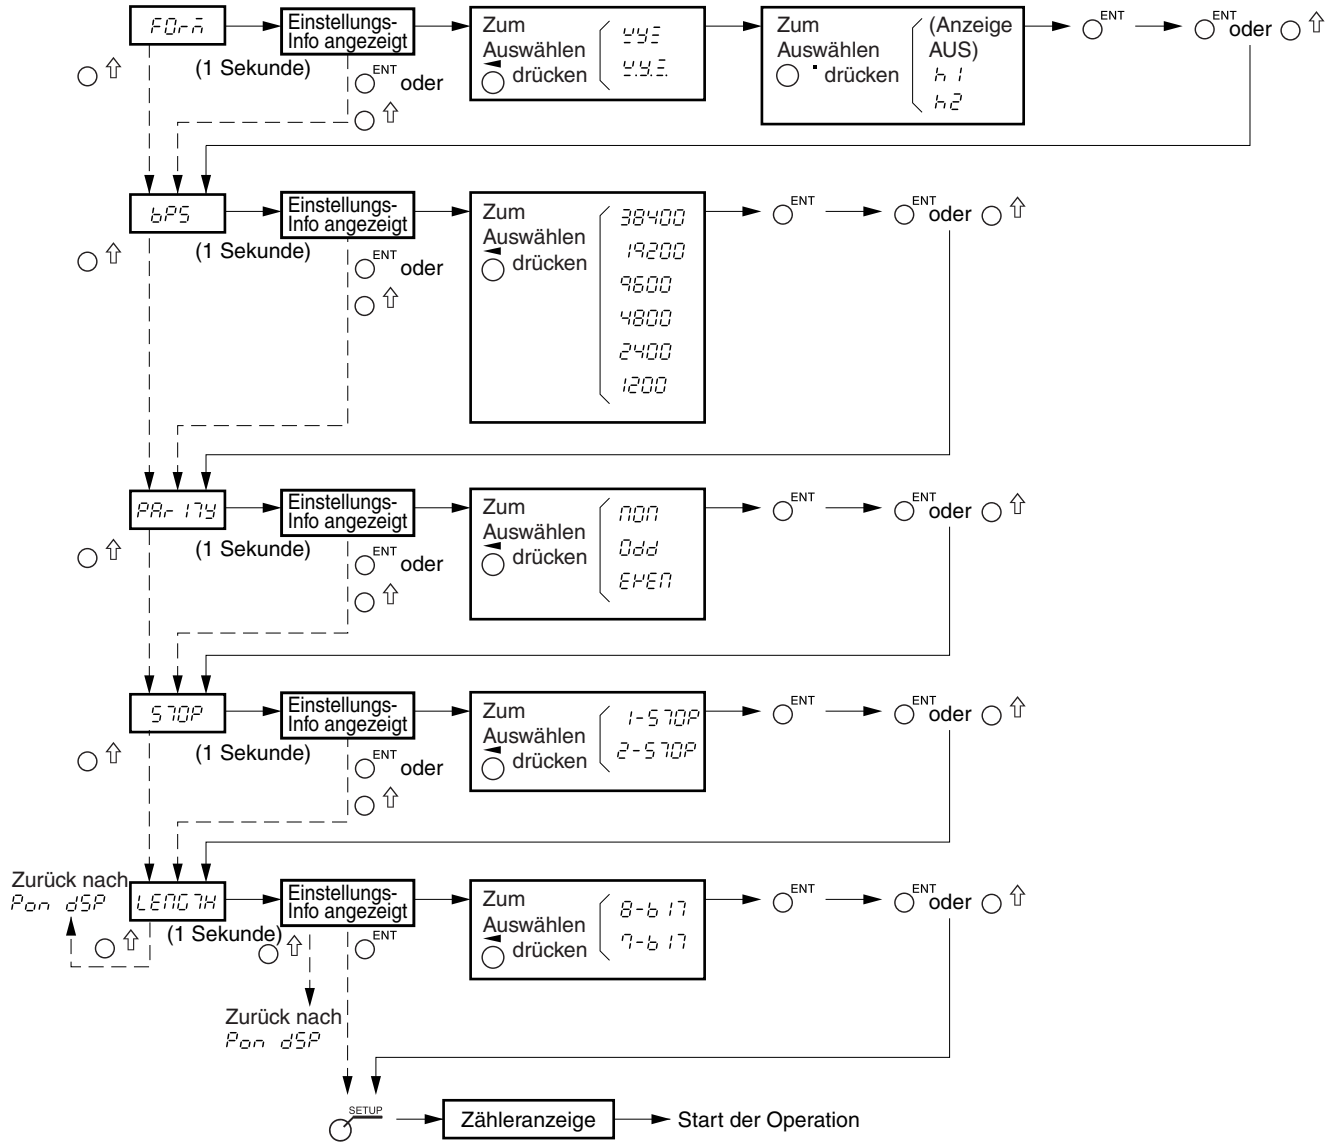 FOrm
Einstellungs-
Info angezeigt
(1 Sekunde)
ENT oder
Zum
Auswählen
drücken
Zum
Auswählen
drücken
(Anzeige
AUS)
h1
h2
ENT
ENT oder
bPS
Einstellungs-
Info angezeigt
(1 Sekunde)
ENT oder
Zum
Auswählen
drücken
38400
19200
9600
4800
2400
1200
ENT
ENT oder
PArITY
Einstellungs-
Info angezeigt
(1 Sekunde)
ENT oder
Zum
Auswählen
drücken
NON
Odd
EVEN
ENT
ENT oder
STOP
Einstellungs-
Info angezeigt
(1 Sekunde)
ENT oder
Zum
Auswählen
drücken
1-STOP
2-STOP
ENT
ENT oder
Zurück nach
Pon dSP
LENGTH
Einstellungs-
Info angezeigt
(1 Sekunde)
ENT
Zurück nach
Pon dSP
Zum
Auswählen
drücken
8-bIT
7-bIT
ENT
ENT oder
SETUP
Zähleranzeige
Start der Operation